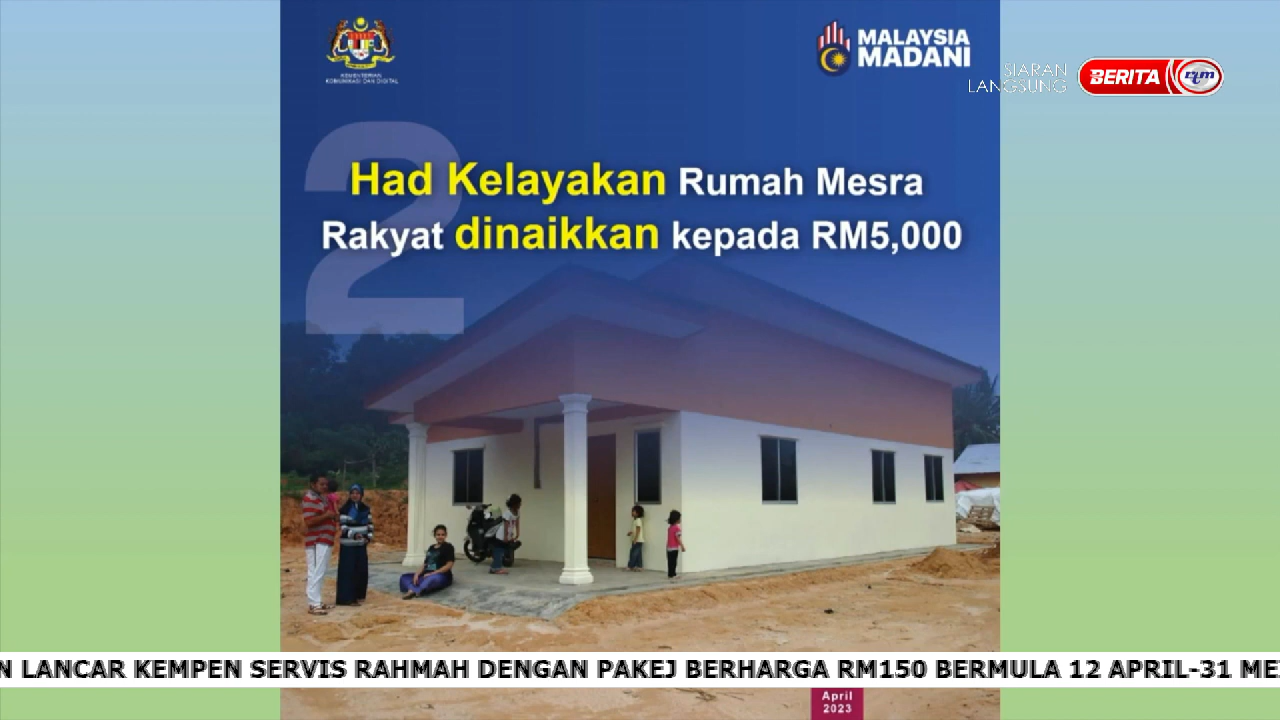 KEMENTERIAN
KOMUNIKASI DAN DIGITAL
MALAYSIA
MADANI
SIARAN
LANGSUNG
BERITA rtm
2
Had Kelayakan Rumah Mesra
Rakyat dinaikkan kepada RM5,000
N LANCAR KEMPEN SERVIS RAHMAH DENGAN PAKEJ BERHARGA RM150 BERMULA 12 APRIL-31 ME
April
2023